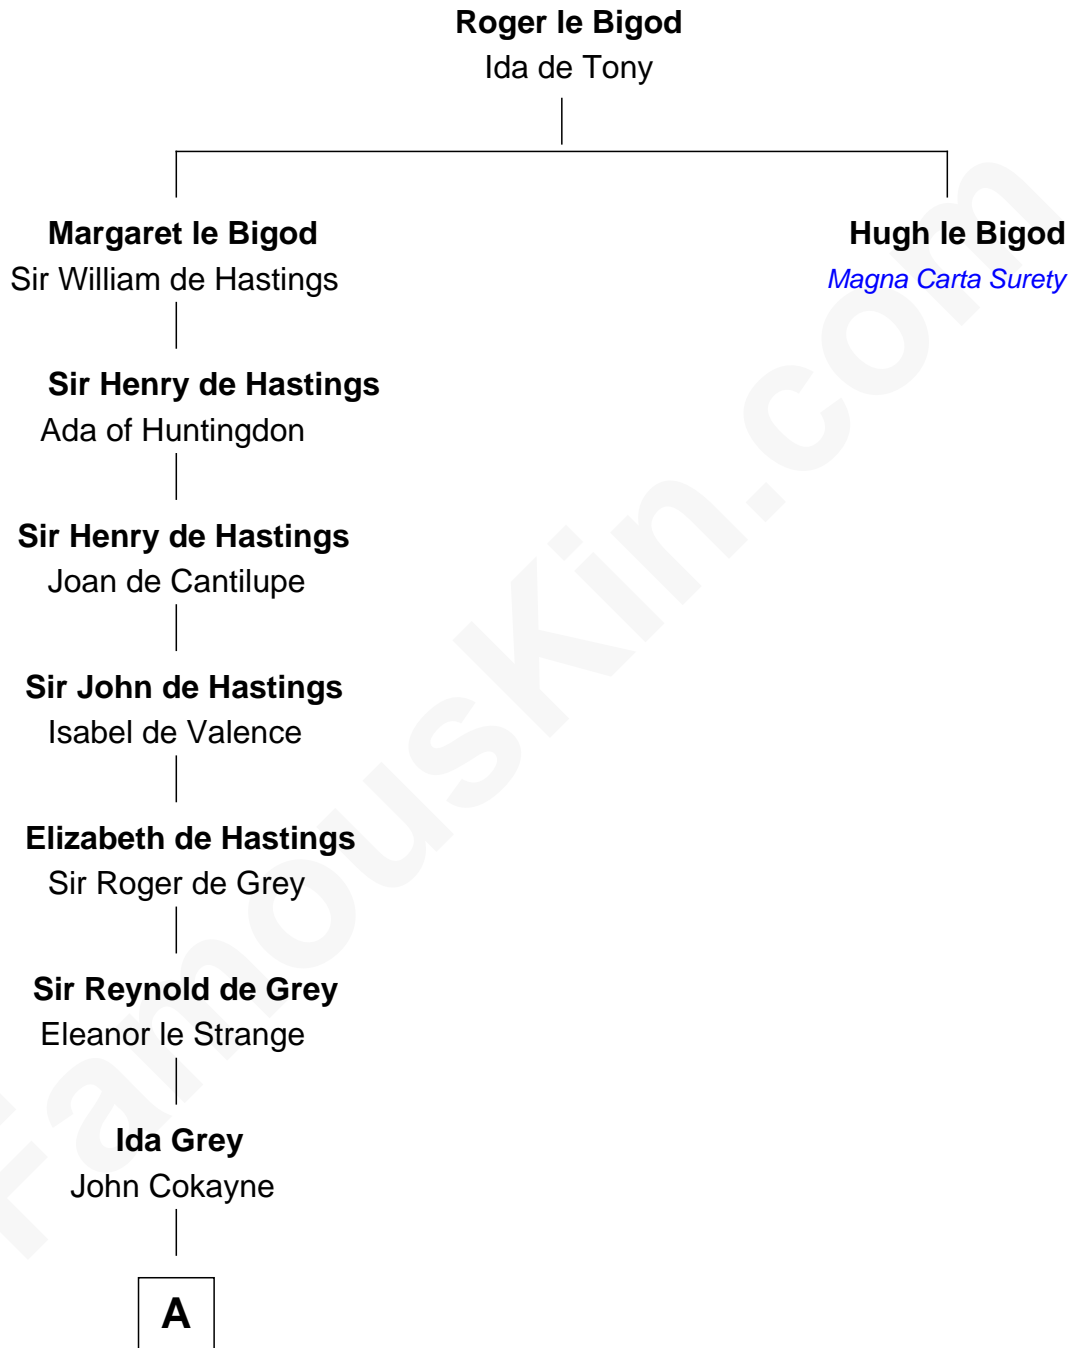 Roger le Bigod
Ida de Tony
Margaret le Bigod
Sir William de Hastings
Hugh le Bigod
Magna Carta Surety
Sir Henry de Hastings
Ada of Huntingdon
Sir Henry de Hastings
Joan de Cantilupe
Sir John de Hastings
Isabel de Valence
Elizabeth de Hastings
Sir Roger de Grey
Sir Reynold de Grey
Eleanor le Strange
Ida Grey
John Cokayne
A
FamousKin.com